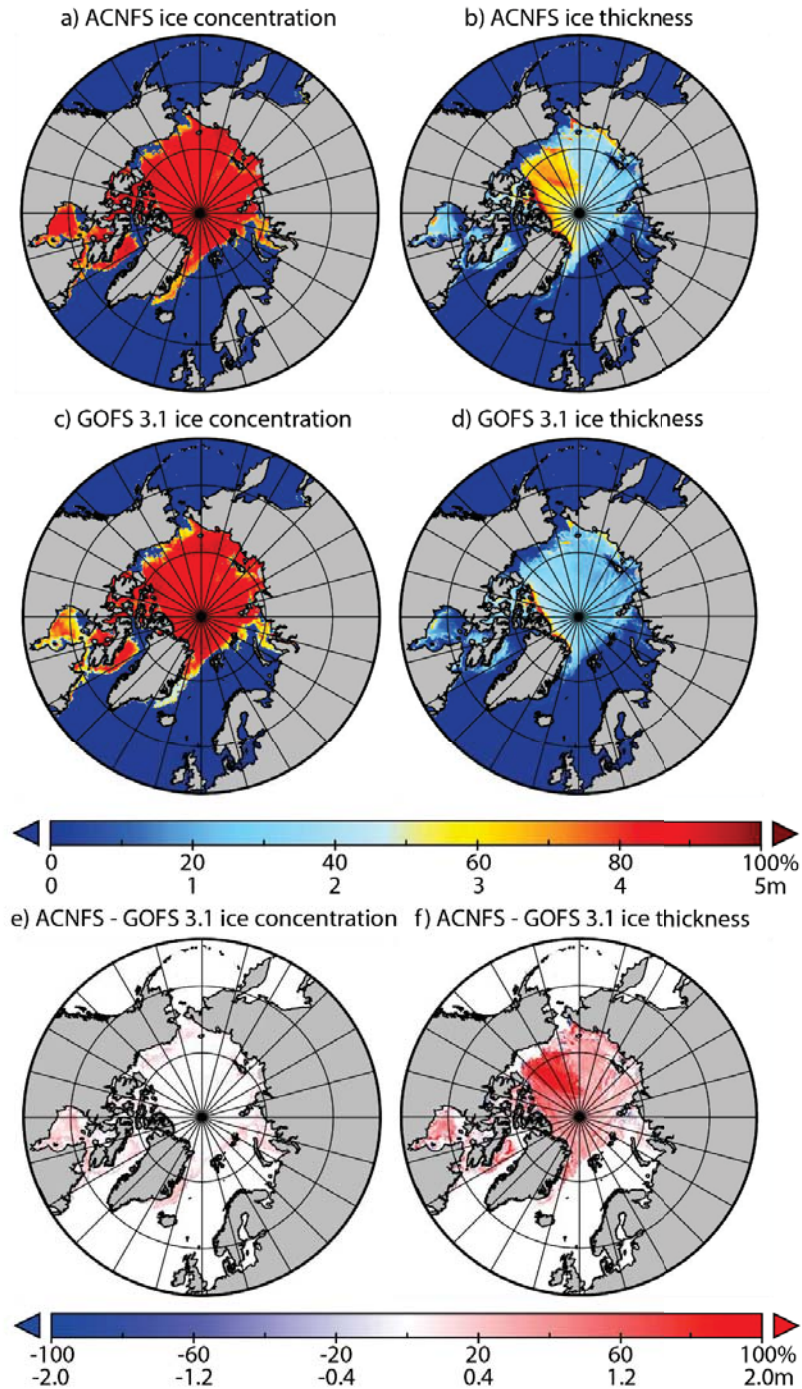 a) ACNFS ice concentration
b) ACNFS ice thickness
c) GOFS 3.1 ice concentration
d) GOFS 3.1 ice thickness
0 20 40 60 80 100%
0 1 2 3 4 5m
e) ACNFS - GOFS 3.1 ice concentration
f) ACNFS - GOFS 3.1 ice thickness
-100 -60 -20 20 60 100%
-2.0 -1.2 -0.4 0.4 1.2 2.0m